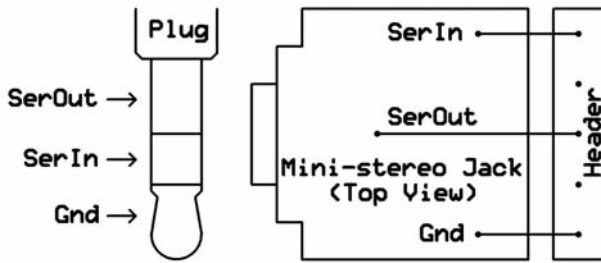 Plug
SerOut
SerIn
Gnd
SerIn
SerOut
Mini-stereo Jack
(Top View)
Gnd
Header